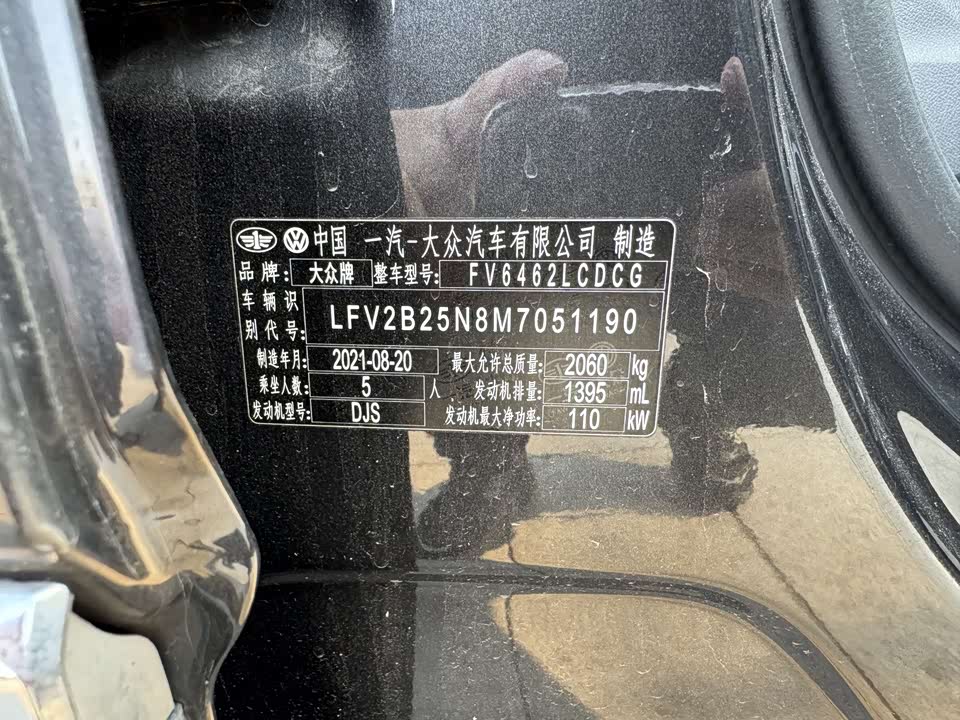 中国 一汽-大众汽车有限公司 制造
品牌: 大众牌 整车型号: FV6462LCDCG
车辆识别代号: LFV2B25N8M7051190
制造年月: 2021-08-20 最大允许总质量: 2060 kg
乘坐人数: 5 人 发动机排量: 1395 mL
发动机型号: DJS 发动机最大净功率: 110 kW